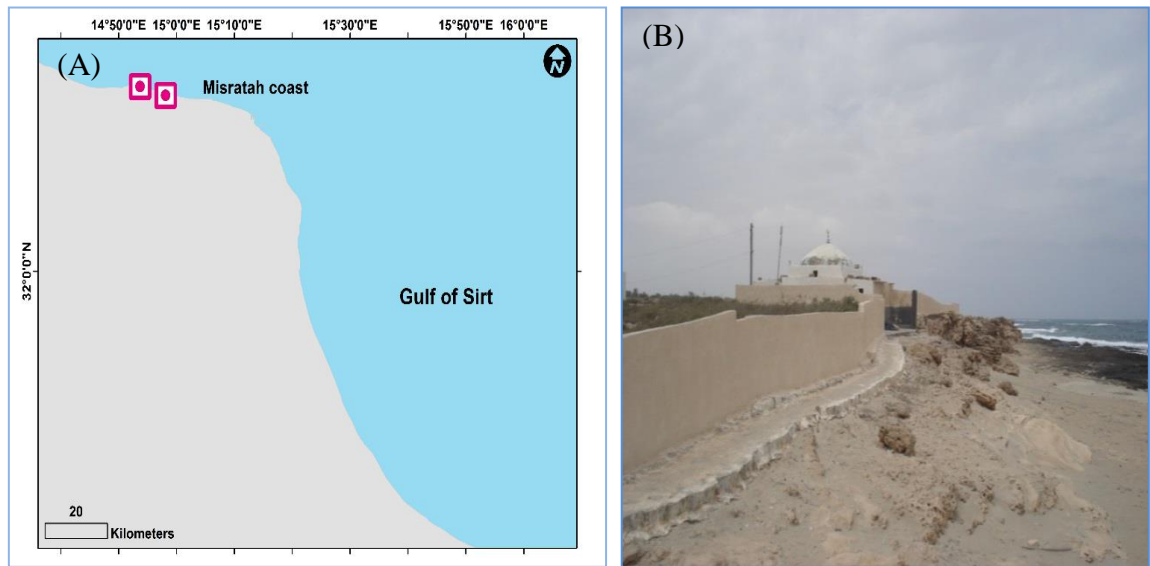 14°50'0"E 15°0'0"E 15°10'0"E 15°30'0"E 15°50'0"E 16°0'0"E
(A)
N
Misratah coast
32°0'0"N
Gulf of Sirt
20
Kilometers
(B)